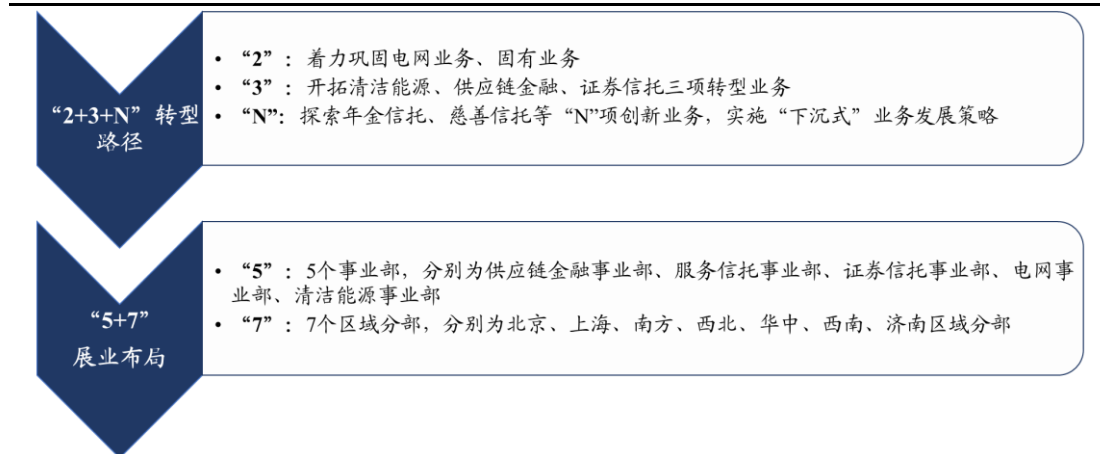 “2+3+N” 转型
路径
• “2”：着力巩固电网业务、固有业务
• “3”：开拓清洁能源、供应链金融、证券信托三项转型业务
• “N”：探索年金信托、慈善信托等“N”项创新业务，实施“下沉式”业务发展策略
“5+7”
展业布局
• “5”：5个事业部，分别为供应链金融事业部、服务信托事业部、证券信托事业部、电网事
业部、清洁能源事业部
• “7”：7个区域分部，分别为北京、上海、南方、西北、华中、西南、济南区域分部